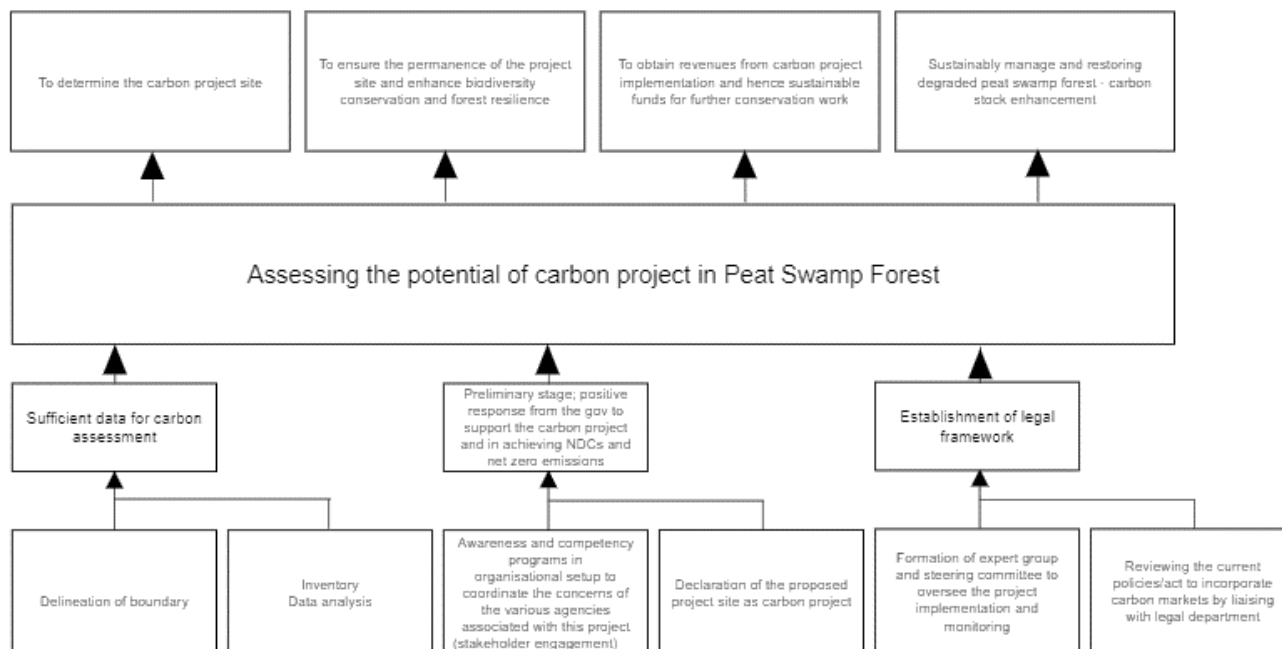 To determine the carbon project site
To ensure the permanence of the project
site and enhance biodiversity
conservation and forest resilience
To obtain revenues from carbon project
implementation and hence sustainable
funds for further conservation work
Sustainably manage and restoring
degraded peat swamp forest - carbon
stock enhancement
Assessing the potential of carbon project in Peat Swamp Forest
Sufficient data for carbon
assessment
Preliminary stage; positive
response from the gov to
support the carbon project
and in achieving NDCs and
net zero emissions
Establishment of legal
framework
Delineation of boundary
Inventory
Data analysis
Awareness and competency
programs in
organisational setup to
coordinate the concerns of
the various agencies
associated with this project
(stakeholder engagement)
Declaration of the proposed
project site as carbon project
Formation of expert group
and steering committee to
oversee the project
implementation and
monitoring
Reviewing the current
policies/act to incorporate
carbon markets by liaising
with legal department